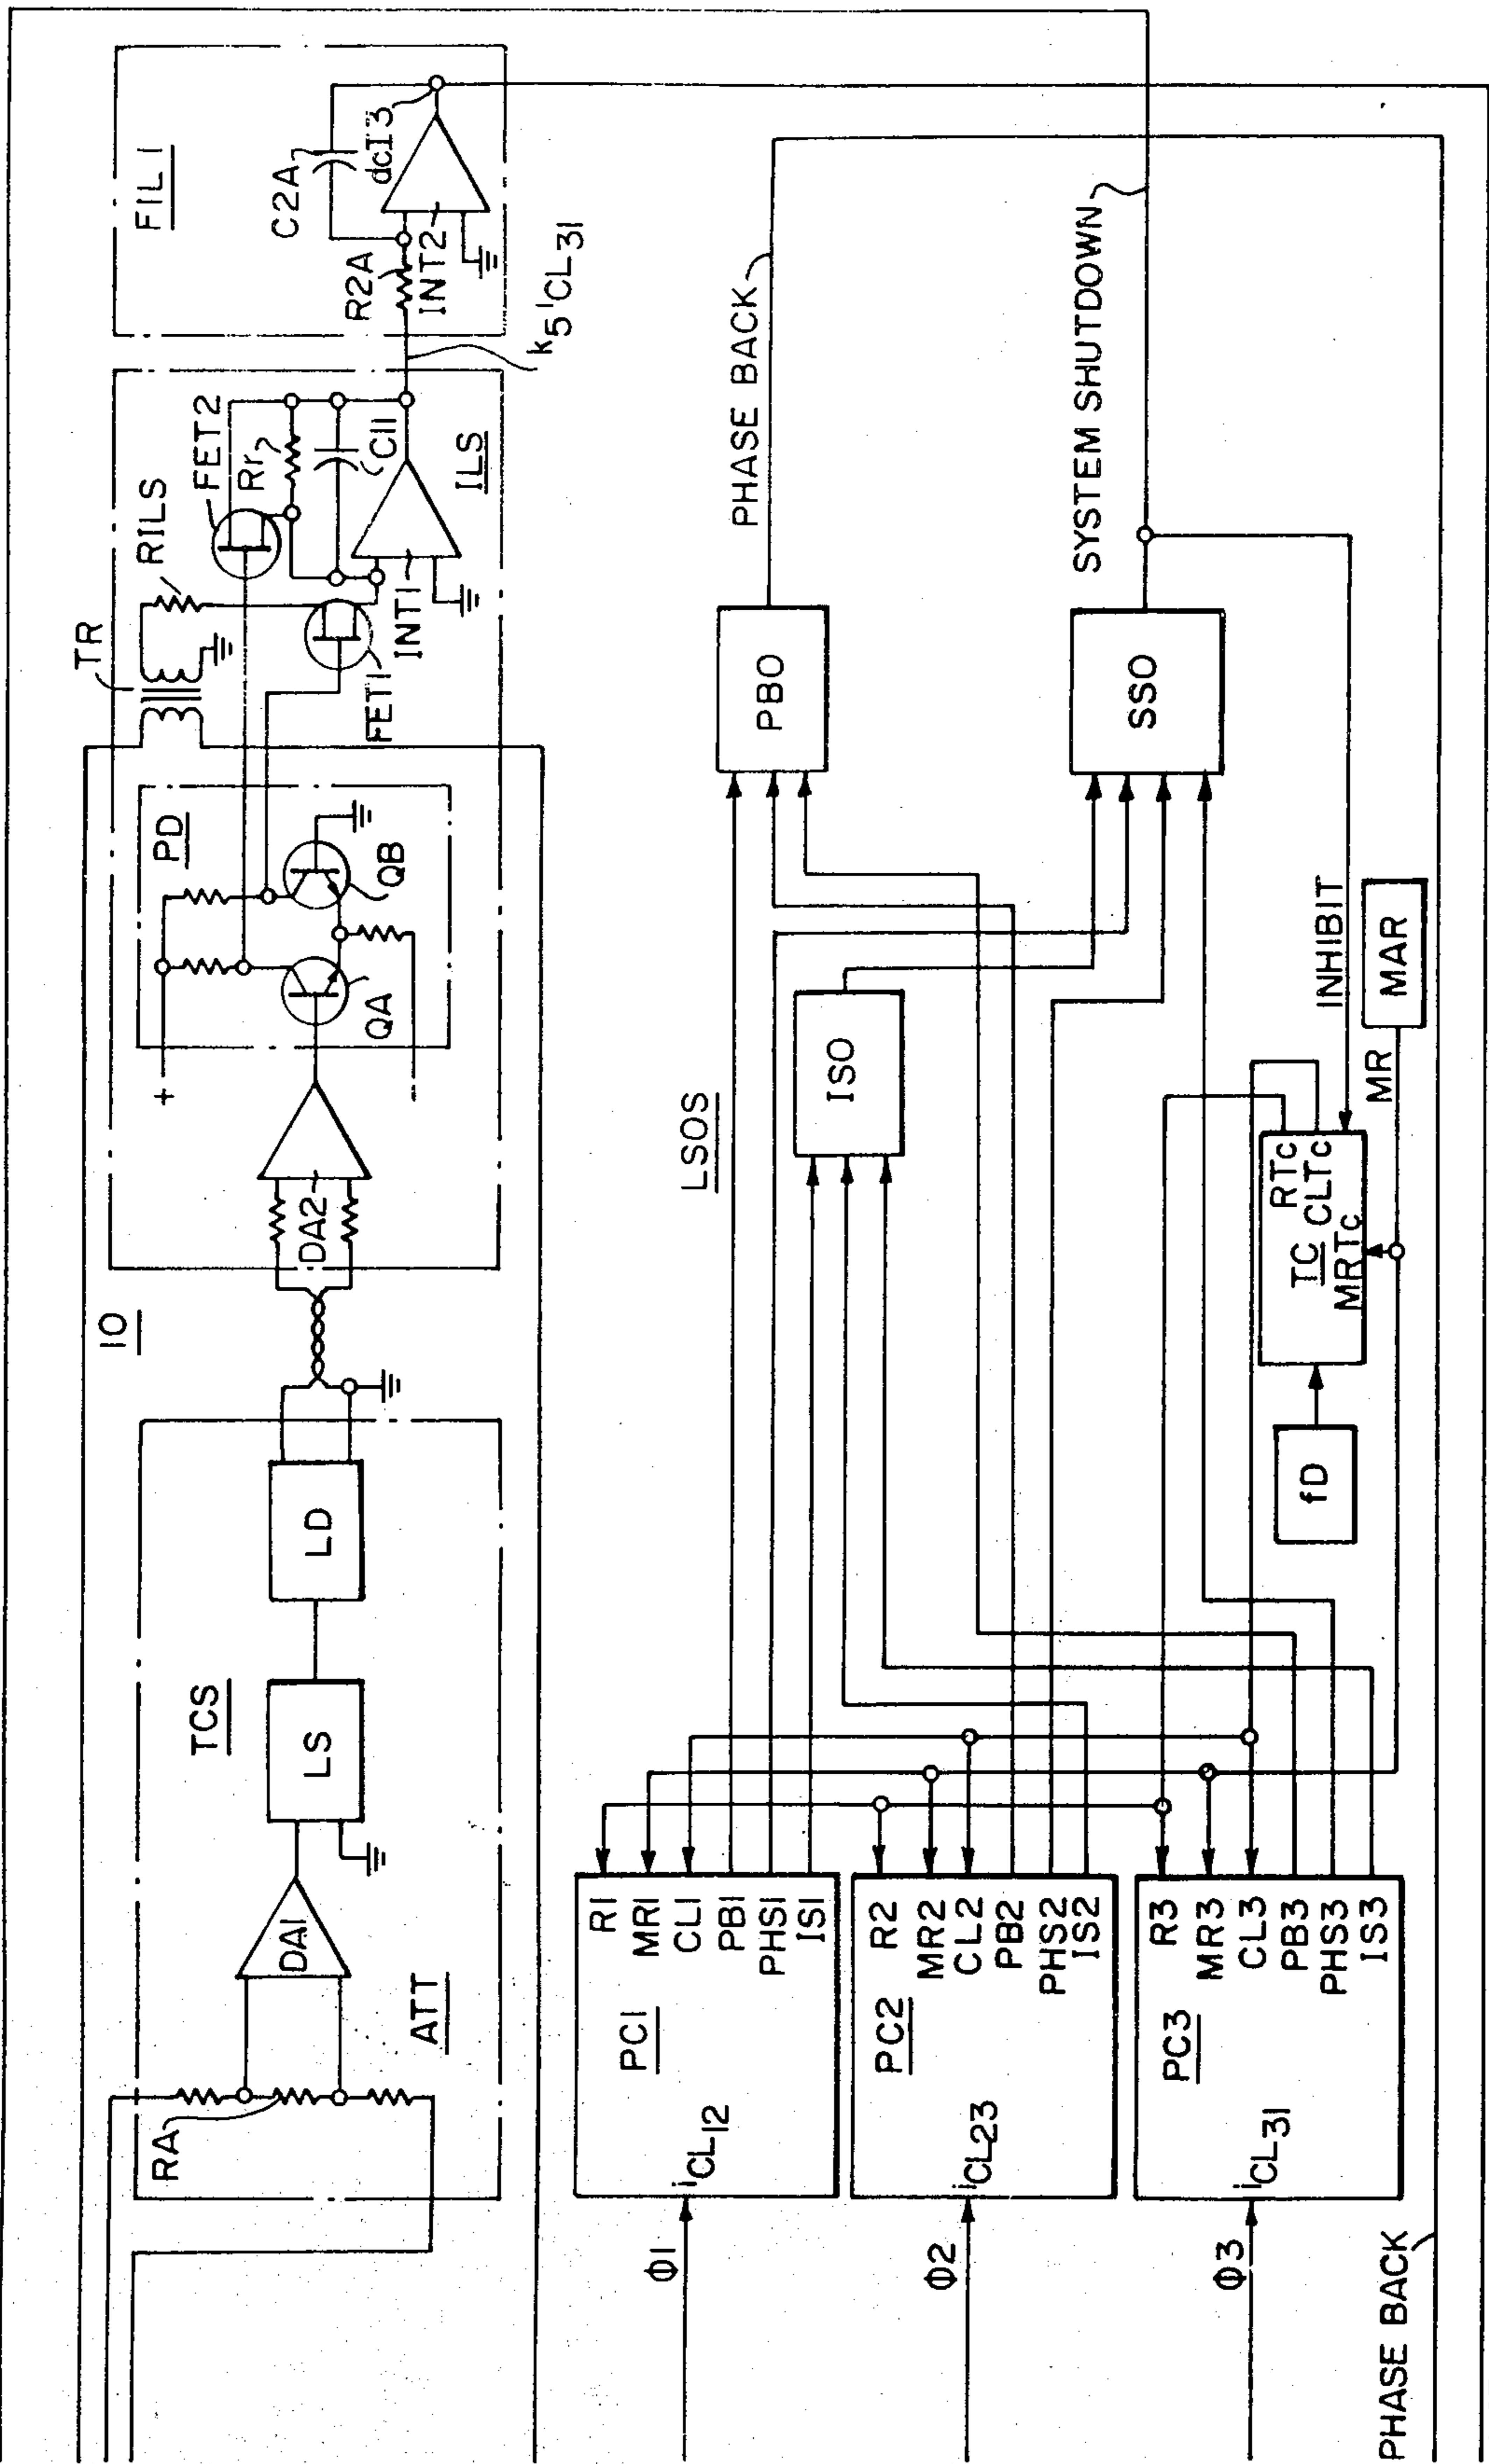 TCS
RA
DA1
ATT
LS
LD
10
DA2
+
-
PD
QA
QB
TR
RILS
FET2
Rr
C11
FET1
INT1
ILS
k5 iCL31
FIL1
C2A
R2A
INT2
dcI3
Φ1
Φ2
Φ3
iCL12
PC1
R1
MR1
CL1
PB1
PHS1
IS1
iCL23
PC2
R2
MR2
CL2
PB2
PHS2
IS2
iCL31
PC3
R3
MR3
CL3
PB3
PHS3
IS3
LSOS
ISO
PBO
PHASE BACK
SSO
SYSTEM SHUTDOWN
fD
RTc
CLTc
TC
MRTc
INHIBIT
MR
MAR
PHASE BACK